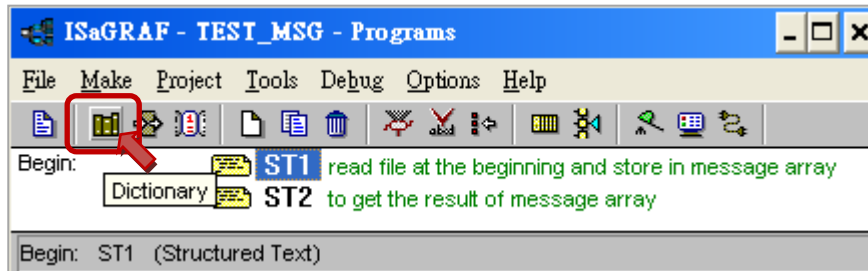 ISaGRAF - TEST_MSG - Programs
File Make Project Tools Debug Options Help
Begin: ST1 read file at the beginning and store in message array
Dictionary ST2 to get the result of message array
Begin: ST1 (Structured Text)